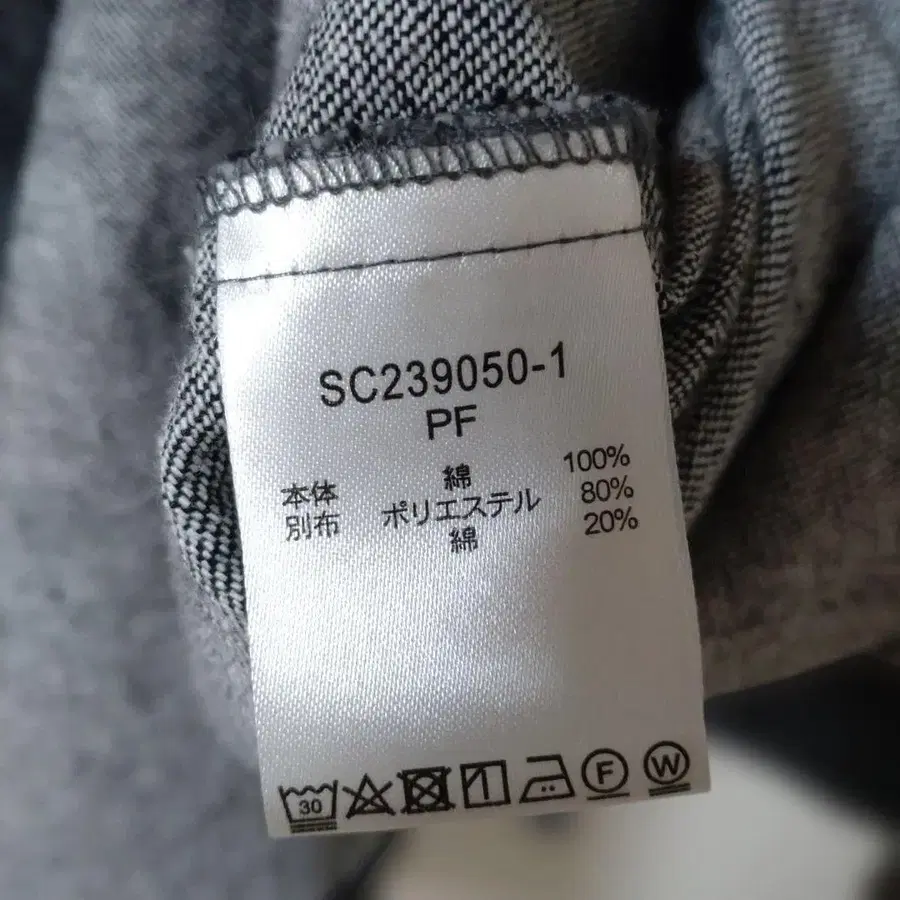 SC239050-1
PF
本体 綿 100%
別布 ポリエステル 80%
綿 20%
30 F W